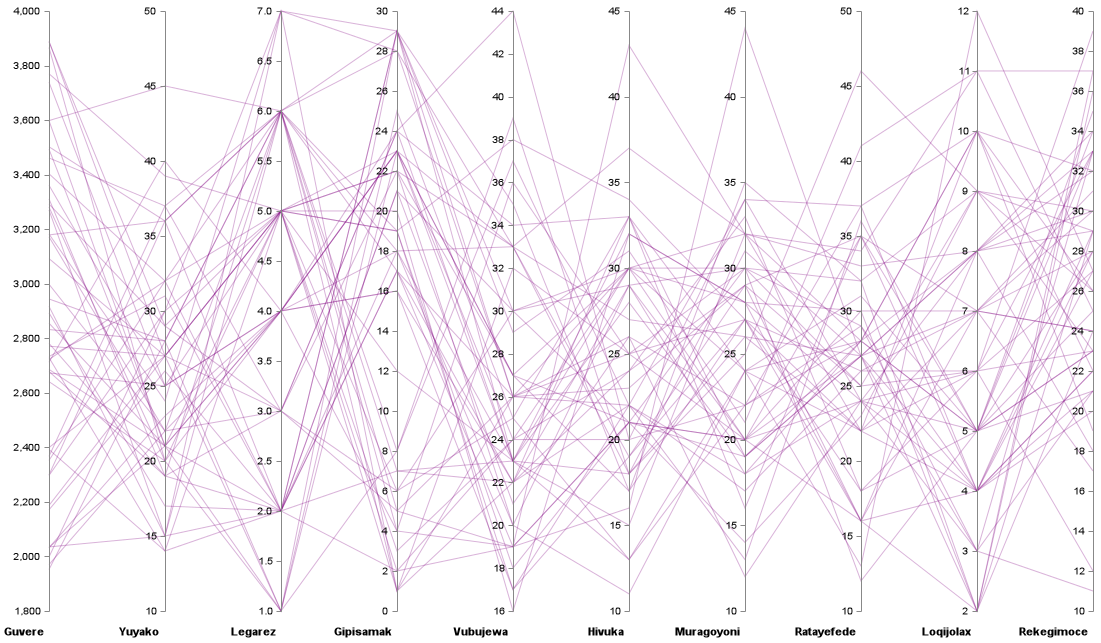 4,000 50 7.0 30 44 45 45 50 12 40
3,800 45 6.5 28 42 40 40 45 11 38
3,600 40 6.0 26 40 35 35 40 10 36
3,400 35 5.5 24 38 30 30 35 9 34
3,200 30 5.0 22 36 25 25 30 8 32
3,000 25 4.5 20 34 20 20 25 7 30
2,800 20 4.0 18 32 15 15 20 6 28
2,600 15 3.5 16 30 10 10 15 5 26
2,400 10 3.0 14 28 10 4 24
2,200 2.5 12 26 3 22
2,000 2.0 10 24 2 20
1,800 1.5 8 22 18
1.0 6 20 16
4 18 14
2 16 12
0 10
Guvere Yuyako Legarez Gipisamak Vubujewa Hivuka Muragoyoni Ratayefede Loqijolax Rekegimoce